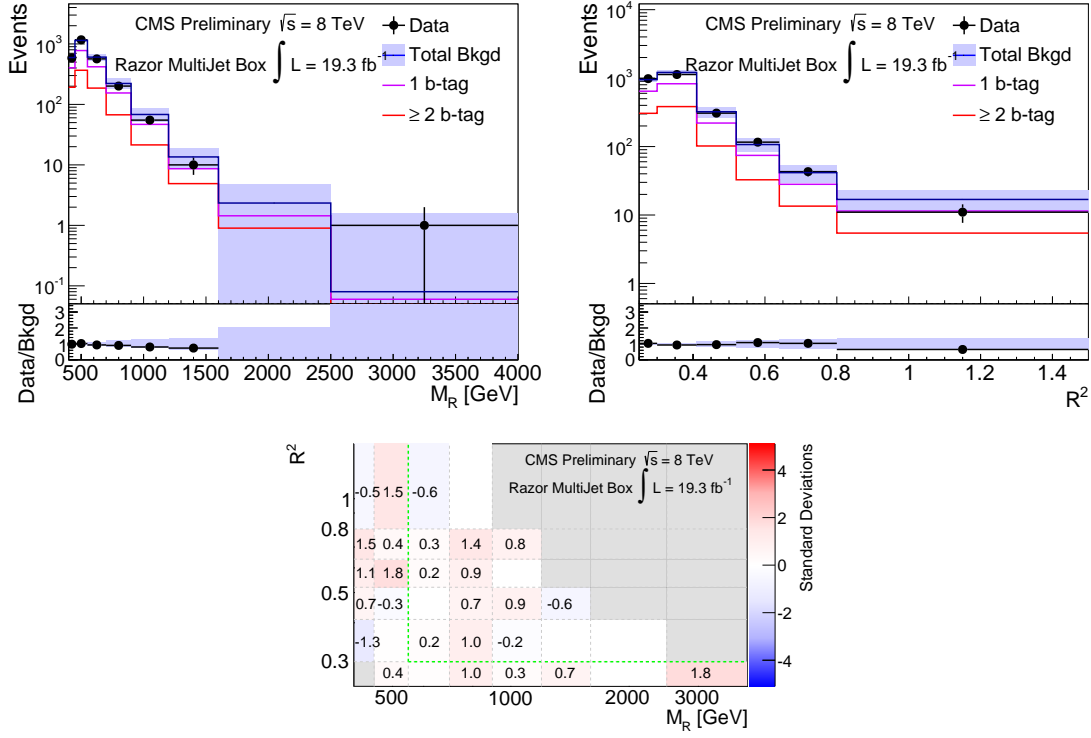 CMS Preliminary √s = 8 TeV
Razor MultiJet Box ∫ L = 19.3 fb⁻¹
Data
Total Bkgd
1 b-tag
≥ 2 b-tag
Events
10³
10²
10
1
10⁻¹
Data/Bkgd
3
2
1
0
500 1000 1500 2000 2500 3000 3500 4000
M_R [GeV]
CMS Preliminary √s = 8 TeV
Razor MultiJet Box ∫ L = 19.3 fb⁻¹
Data
Total Bkgd
1 b-tag
≥ 2 b-tag
Events
10⁴
10³
10²
10
1
Data/Bkgd
3
2
1
0
0.4 0.6 0.8 1 1.2 1.4
R²
R²
CMS Preliminary √s = 8 TeV
Razor MultiJet Box ∫ L = 19.3 fb⁻¹
1
0.8
0.5
0.3
-0.5 1.5 -0.6
1.5 0.4 0.3 1.4 0.8
1.1 1.8 0.2 0.9
0.7 -0.3 0.7 0.9 -0.6
-1.3 0.2 1.0 -0.2
0.4 1.0 0.3 0.7 1.8
500 1000 2000 3000
M_R [GeV]
4
2
0
-2
-4
Standard Deviations